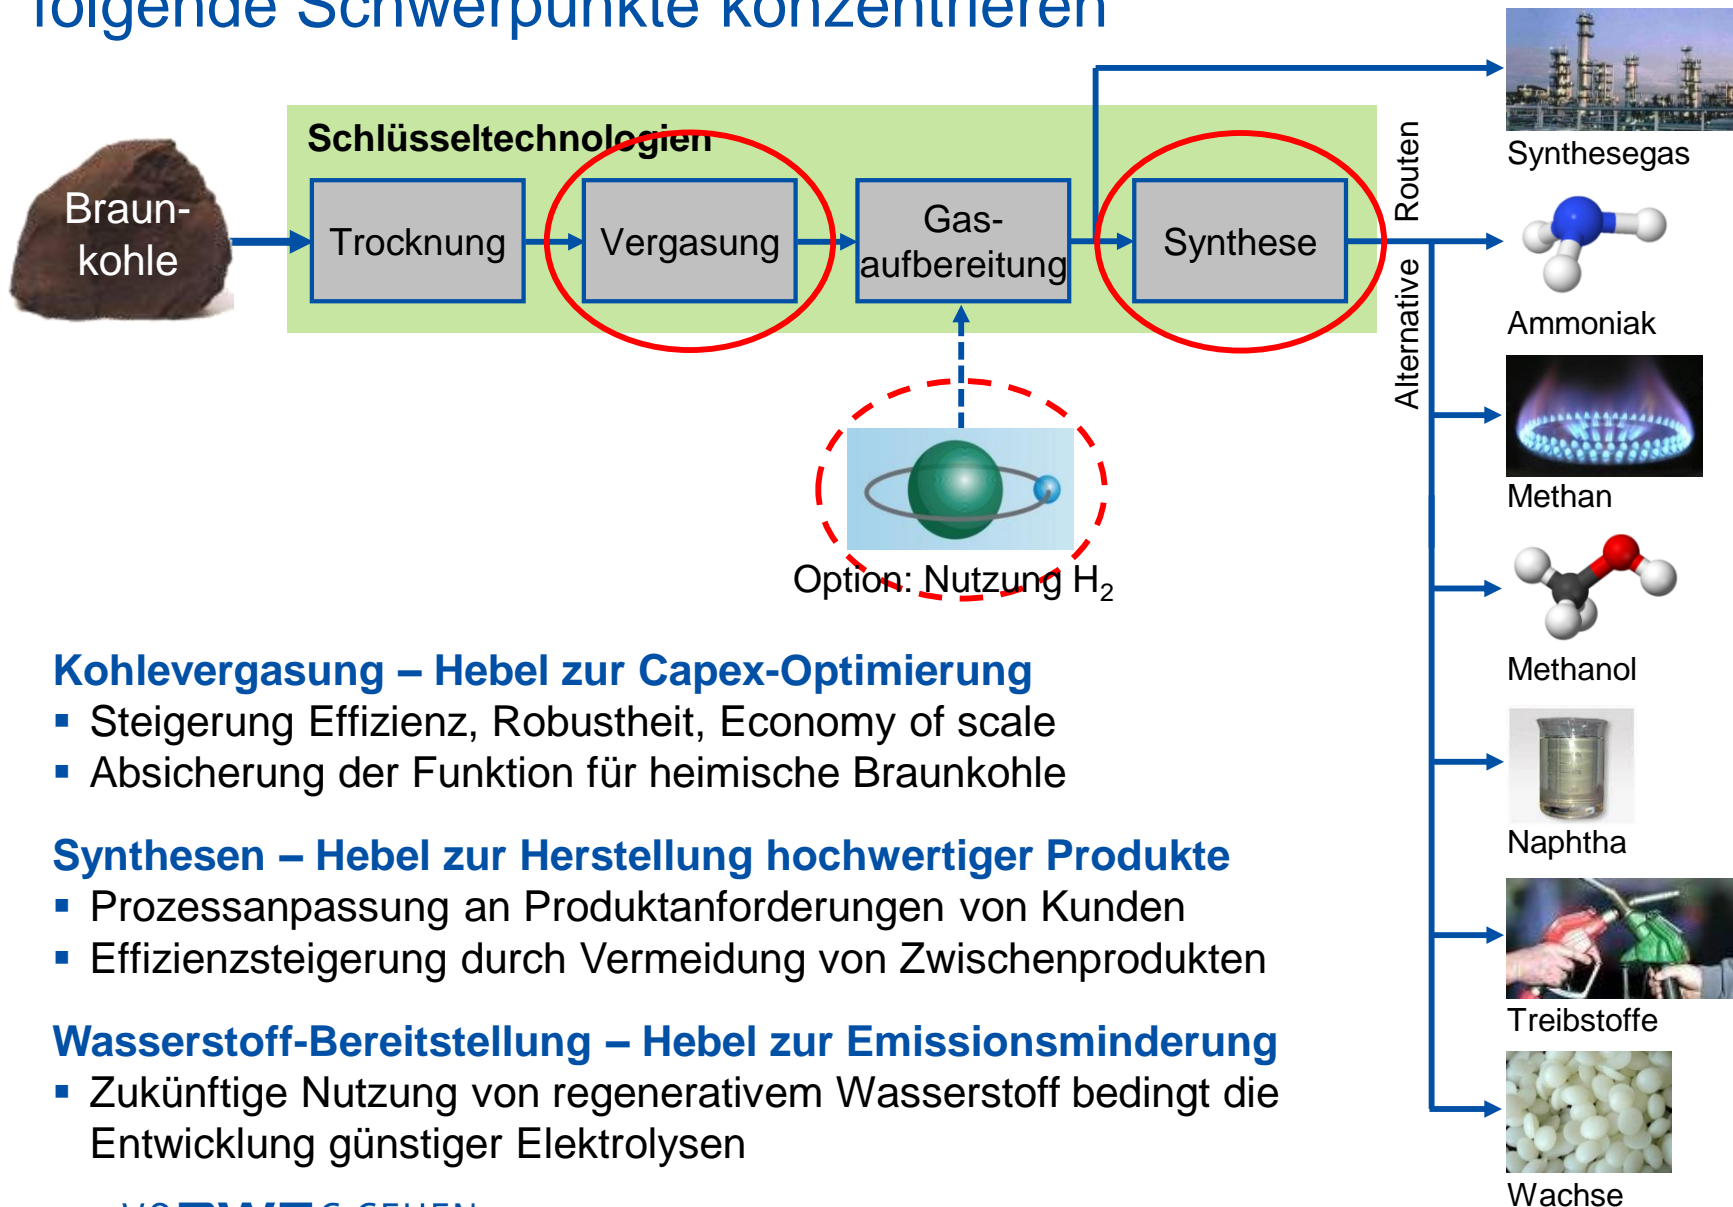 folgende Schwerpunkte konzentrieren
Schlüsseltechnologien
Braun-
kohle
Trocknung
Vergasung
Gas-
aufbereitung
Synthese
Alternative Routen
Option: Nutzung H₂
Synthesegas
Ammoniak
Methan
Methanol
Naphtha
Treibstoffe
Wachse
Kohlevergasung – Hebel zur Capex-Optimierung
▪ Steigerung Effizienz, Robustheit, Economy of scale
▪ Absicherung der Funktion für heimische Braunkohle
Synthesen – Hebel zur Herstellung hochwertiger Produkte
▪ Prozessanpassung an Produktanforderungen von Kunden
▪ Effizienzsteigerung durch Vermeidung von Zwischenprodukten
Wasserstoff-Bereitstellung – Hebel zur Emissionsminderung
▪ Zukünftige Nutzung von regenerativem Wasserstoff bedingt die
Entwicklung günstiger Elektrolysen